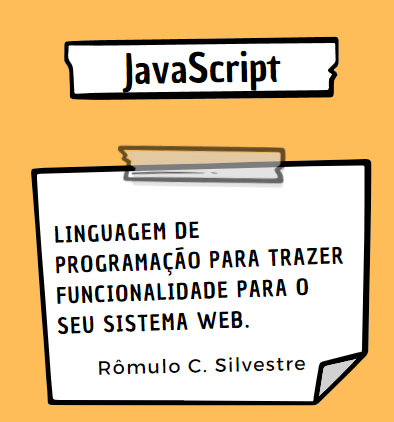 JavaScript
LINGUAGEM DE
PROGRAMAÇÃO PARA TRAZER
FUNCIONALIDADE PARA O
SEU SISTEMA WEB.
Rômulo C. Silvestre